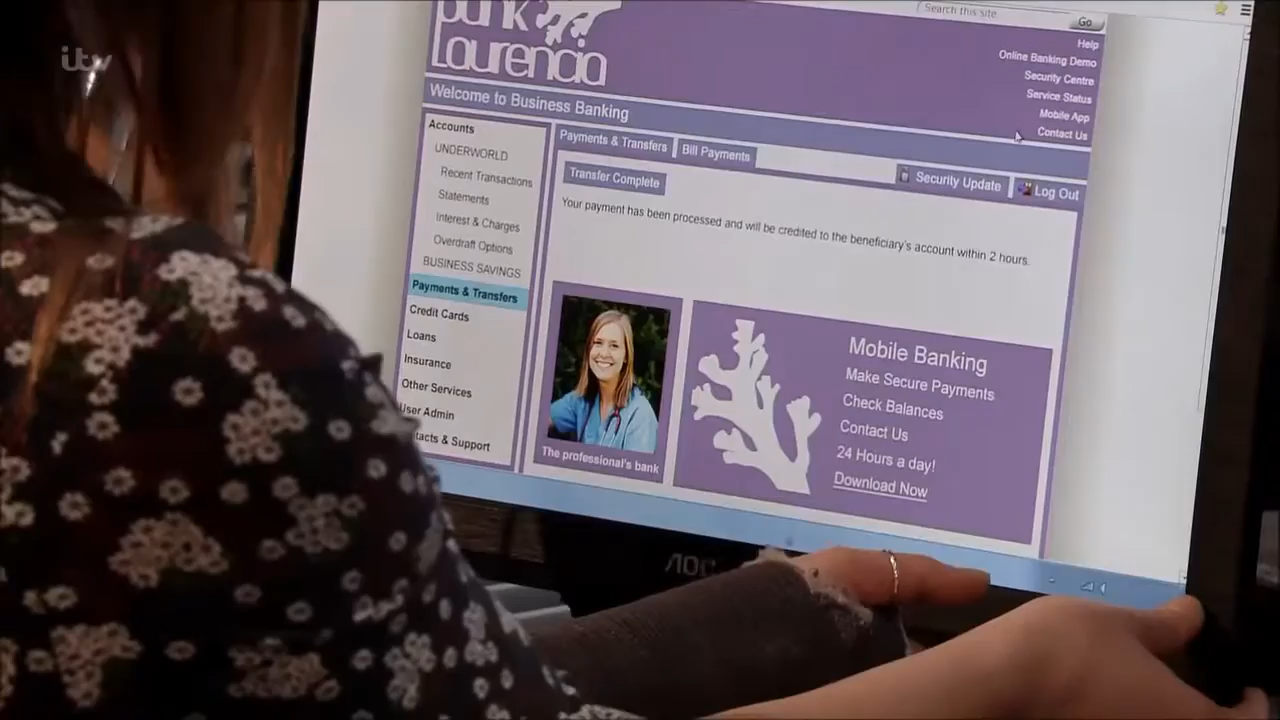 itv
Search this site
Go
bank
Laurencia
Help
Online Banking Demo
Security Centre
Service Status
Mobile App
Contact Us
Welcome to Business Banking
Accounts
UNDERWORLD
Recent Transactions
Statements
Interest & Charges
Overdraft Options
BUSINESS SAVINGS
Payments & Transfers
Credit Cards
Loans
Insurance
Other Services
User Admin
tacts & Support
Payments & Transfers
Bill Payments
Security Update
Log Out
Transfer Complete
Your payment has been processed and will be credited to the beneficiary's account within 2 hours.
The professional's bank
Mobile Banking
Make Secure Payments
Check Balances
Contact Us
24 Hours a day!
Download Now
AOC